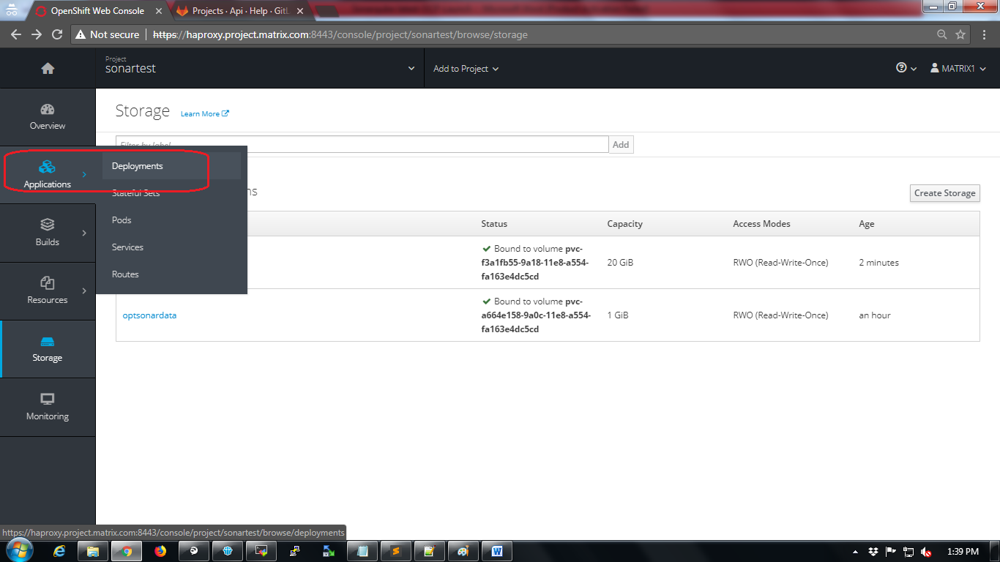 OpenShift Web Console
Projects · Api · Help · GitL
Not secure | https://haproxy.project.matrix.com:8443/console/project/sonartest/browse/storage
Project
sonartest
Add to Project
MATRIX1
Overview
Applications
Builds
Resources
Storage
Monitoring
Deployments
Stateful Sets
Pods
Services
Routes
Storage
Learn More
Filter by label
Add
ns
Create Storage
Status Capacity Access Modes Age
Bound to volume pvc-
f3a1fb55-9a18-11e8-a554-
fa163e4dc5cd
20 GiB RWO (Read-Write-Once) 2 minutes
optsonardata
Bound to volume pvc-
a664e158-9a0c-11e8-a554-
fa163e4dc5cd
1 GiB RWO (Read-Write-Once) an hour
https://haproxy.project.matrix.com:8443/console/project/sonartest/browse/deployments
1:39 PM